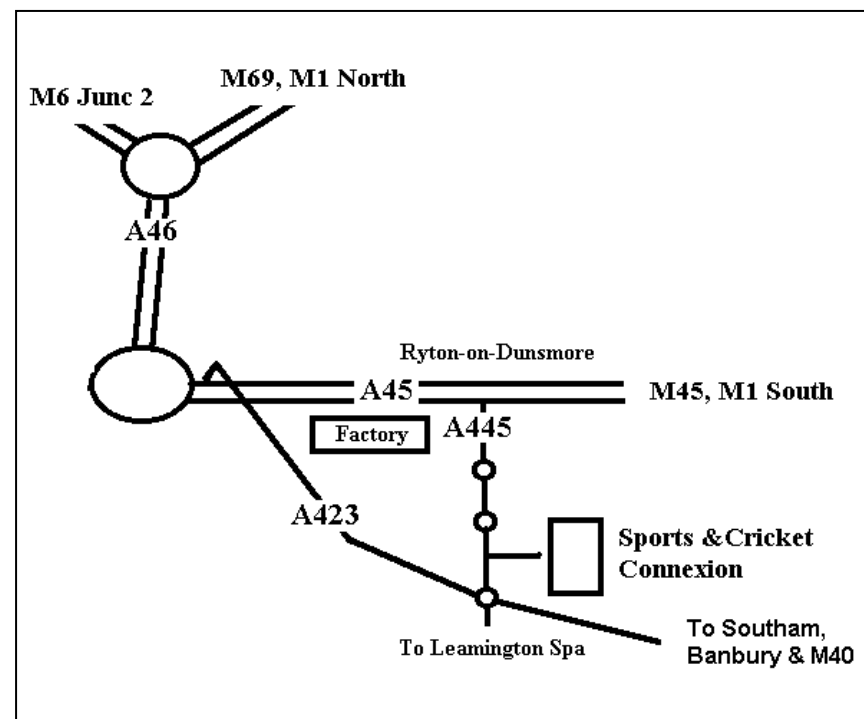 M69, M1 North
M6 Junc 2
A46
Ryton-on-Dunsmore
A45
M45, M1 South
Factory
A445
A423
Sports &Cricket
Connexion
To Southam,
Banbury & M40
To Leamington Spa